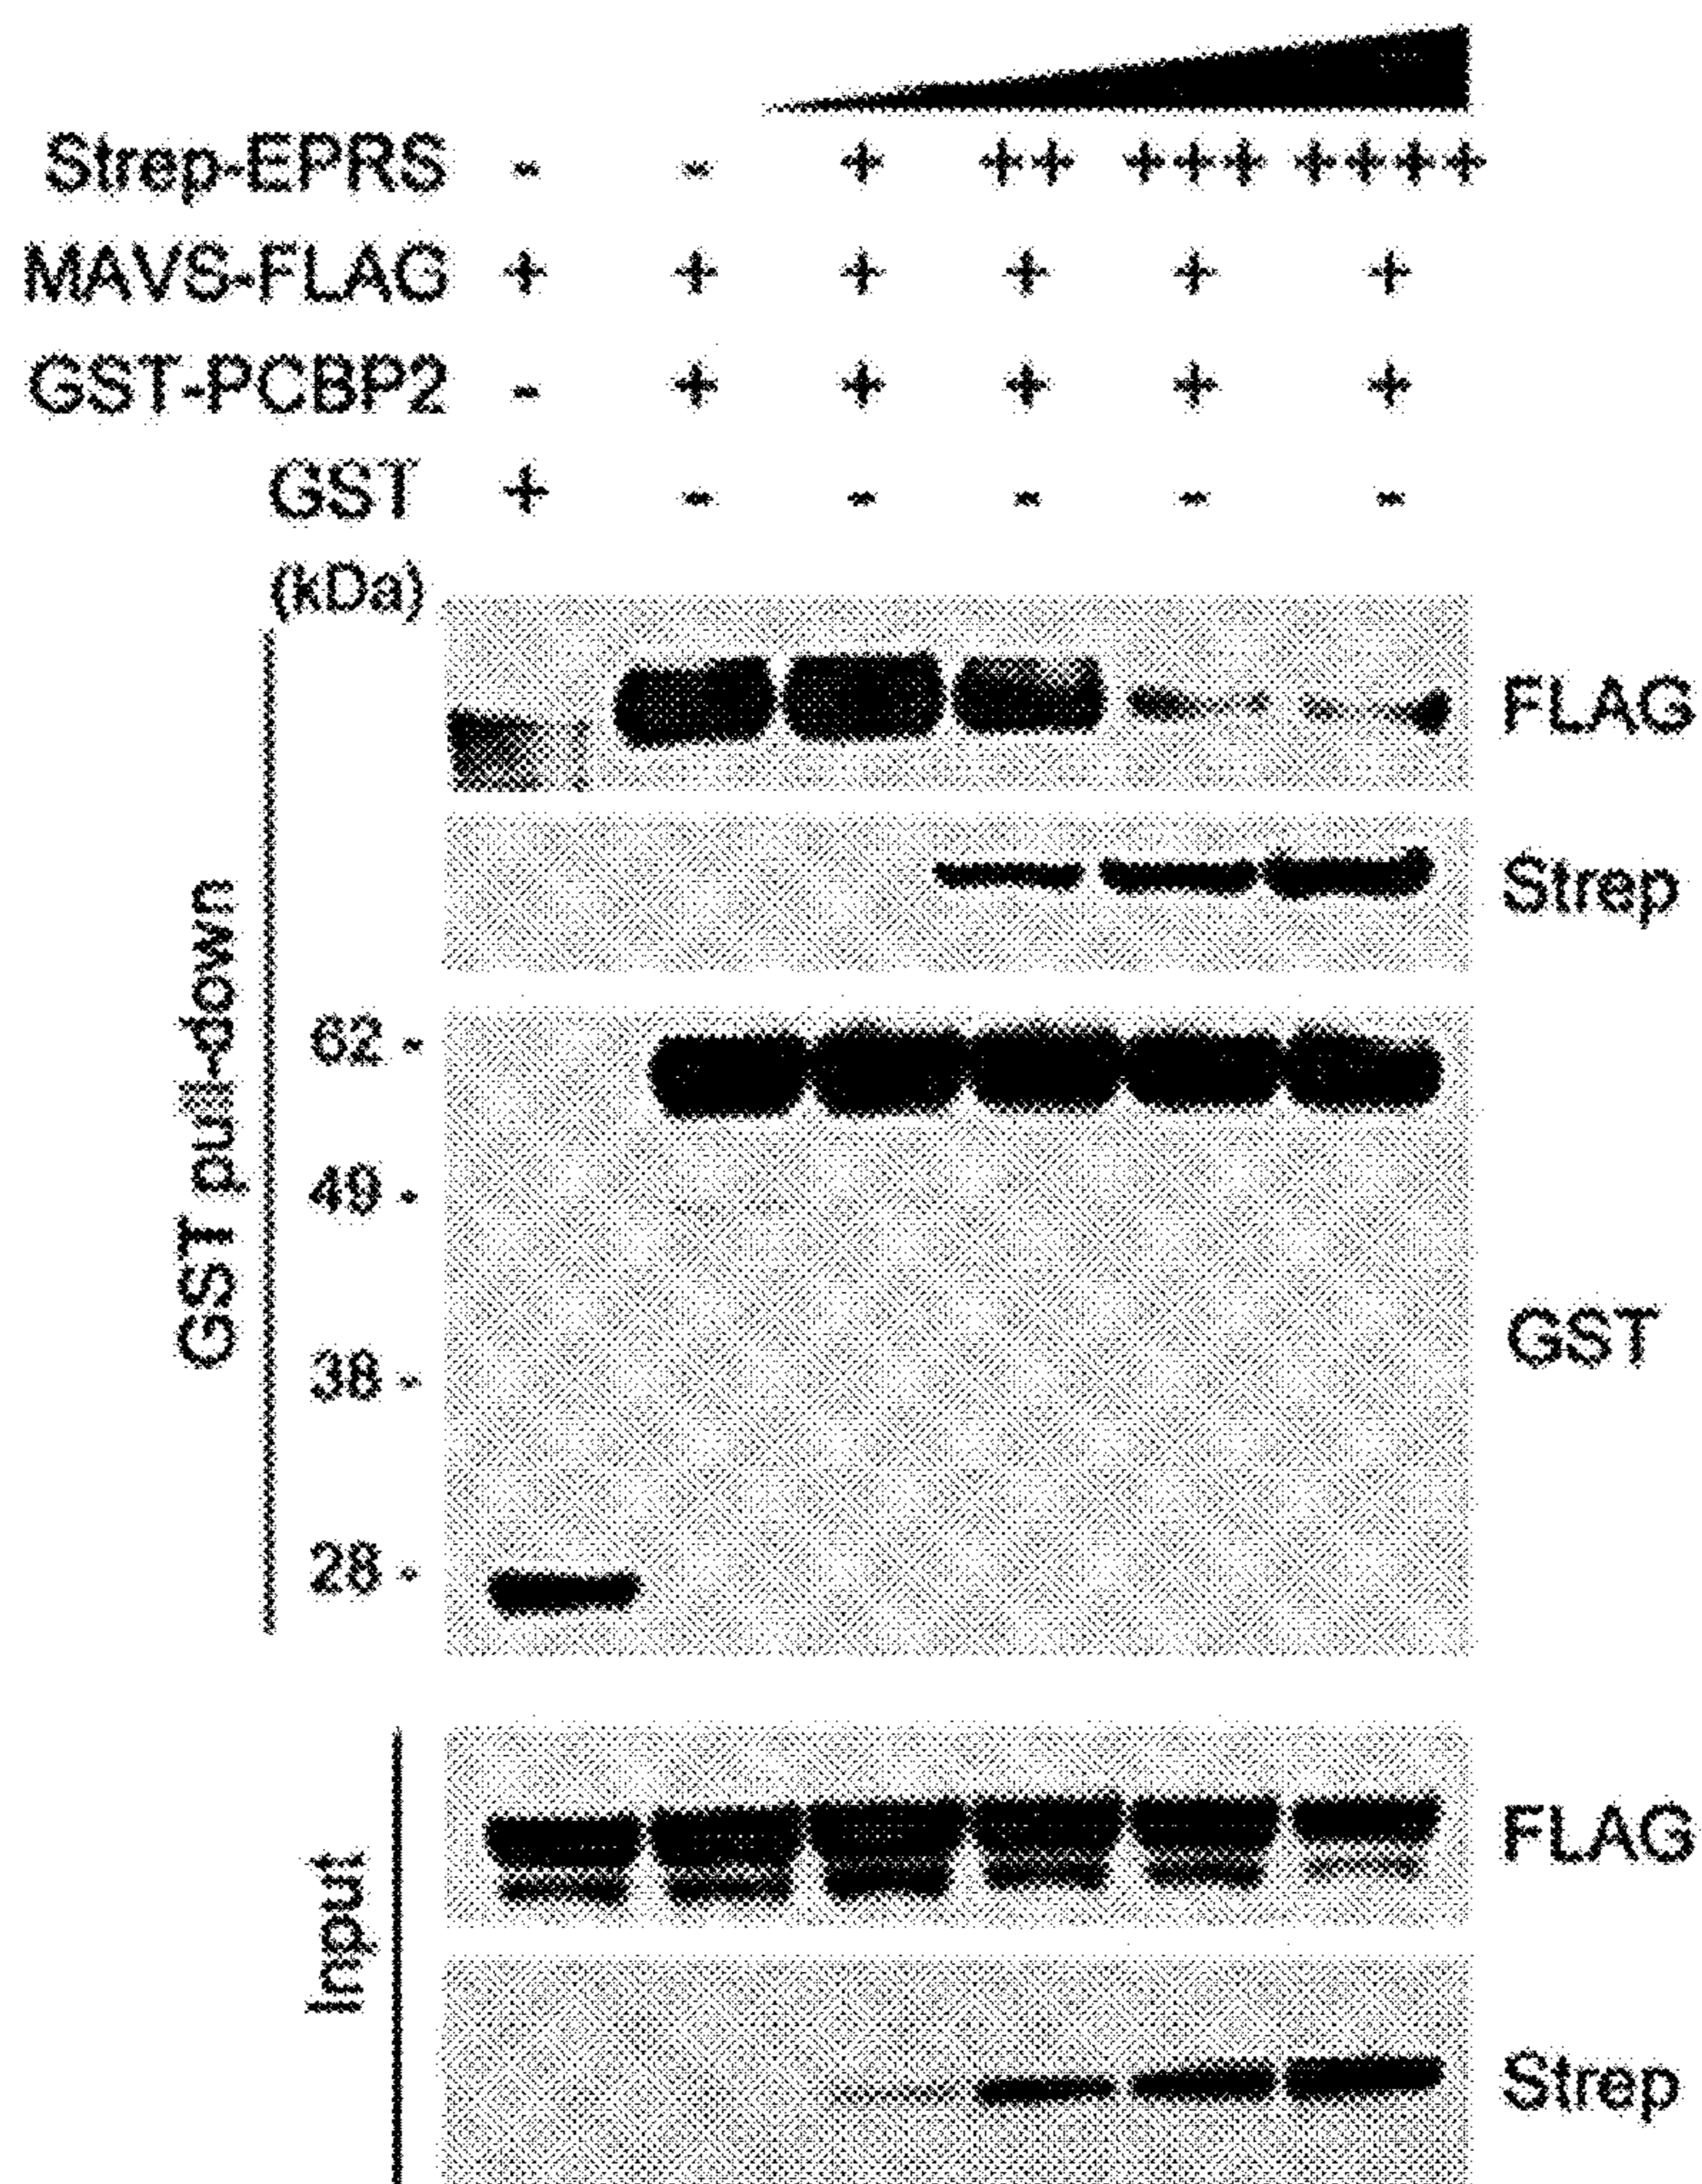 Strep-EPRS - - + ++ +++ ++++
MAVS-FLAG + + + + + +
GST-PCBP2 - + + + + +
GST + - - - - -
(kDa)
FLAG
Strep
GST pull-down
62 -
49 -
38 -
28 -
GST
Input
FLAG
Strep